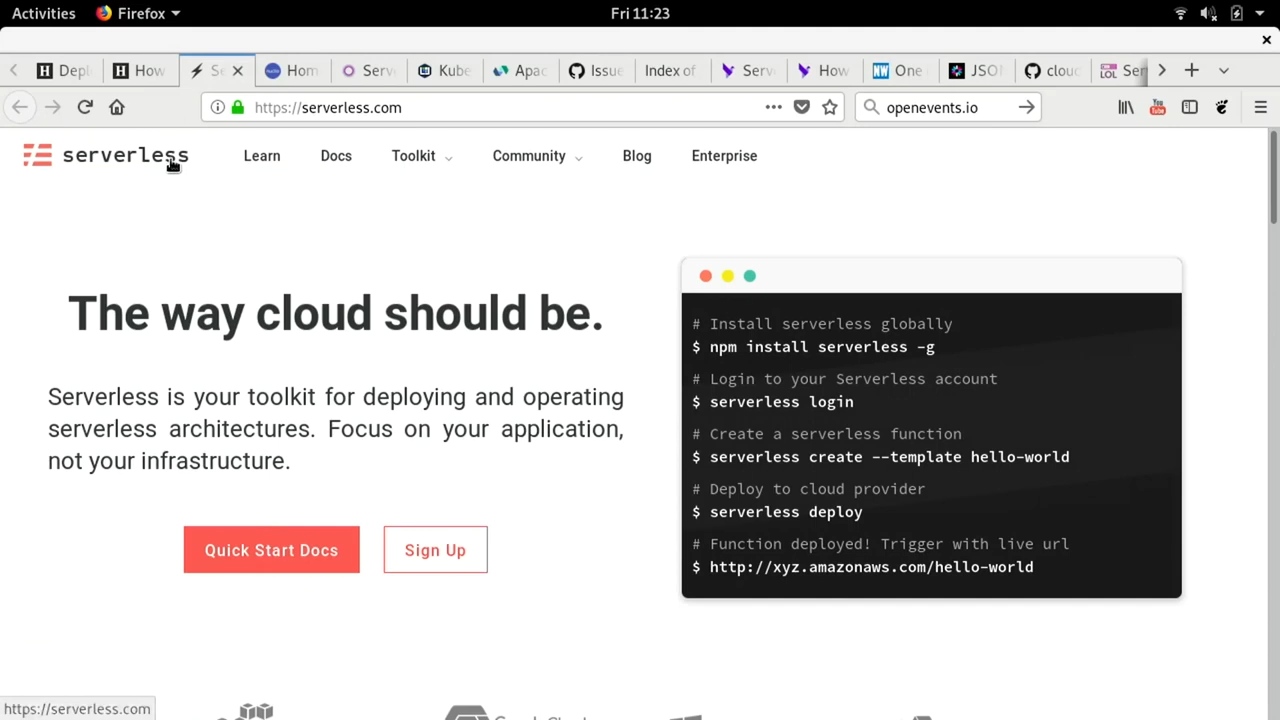 Activities Firefox Fri 11:23
Depl How Se Hom Serv Kube Apac Issue Index of Serv How One JSON cloud Ser
https://serverless.com openevents.io
serverless Learn Docs Toolkit Community Blog Enterprise
The way cloud should be.
Serverless is your toolkit for deploying and operating
serverless architectures. Focus on your application,
not your infrastructure.
Quick Start Docs Sign Up
# Install serverless globally
$ npm install serverless -g
# Login to your Serverless account
$ serverless login
# Create a serverless function
$ serverless create --template hello-world
# Deploy to cloud provider
$ serverless deploy
# Function deployed! Trigger with live url
$ http://xyz.amazonaws.com/hello-world
https://serverless.com